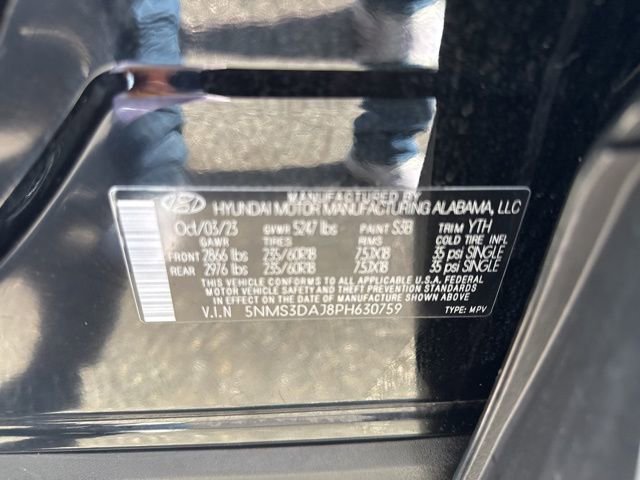 MANUFACTURED BY
HYUNDAI MOTOR MANUFACTURING ALABAMA, LLC
Oct/03/23 GVWR 5247 lbs PAINT S3B TRIM YTH
GAWR TIRES RIMS COLD TIRE INFL
FRONT 2866 lbs 235/60R18 7.5JX18 35 psi SINGLE
REAR 2976 lbs 235/60R18 7.5JX18 35 psi SINGLE
THIS VEHICLE CONFORMS TO ALL APPLICABLE U.S.A. FEDERAL
MOTOR VEHICLE SAFETY AND THEFT PREVENTION STANDARDS
IN EFFECT ON THE DATE OF MANUFACTURE SHOWN ABOVE
V.I.N 5NMS3DAJ8PH630759 TYPE: MPV